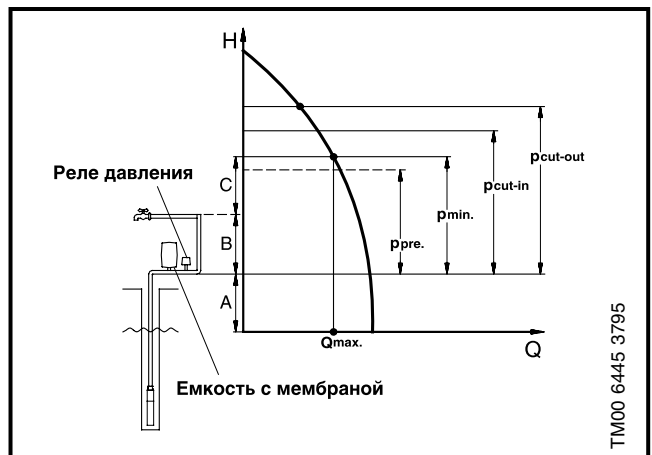 H
Pcut-out
Реле давления
C
Pcut-in
Pmin.
B
Ppre.
A
Qmax.
Q
Емкость с мембраной
TM00 6445 3795